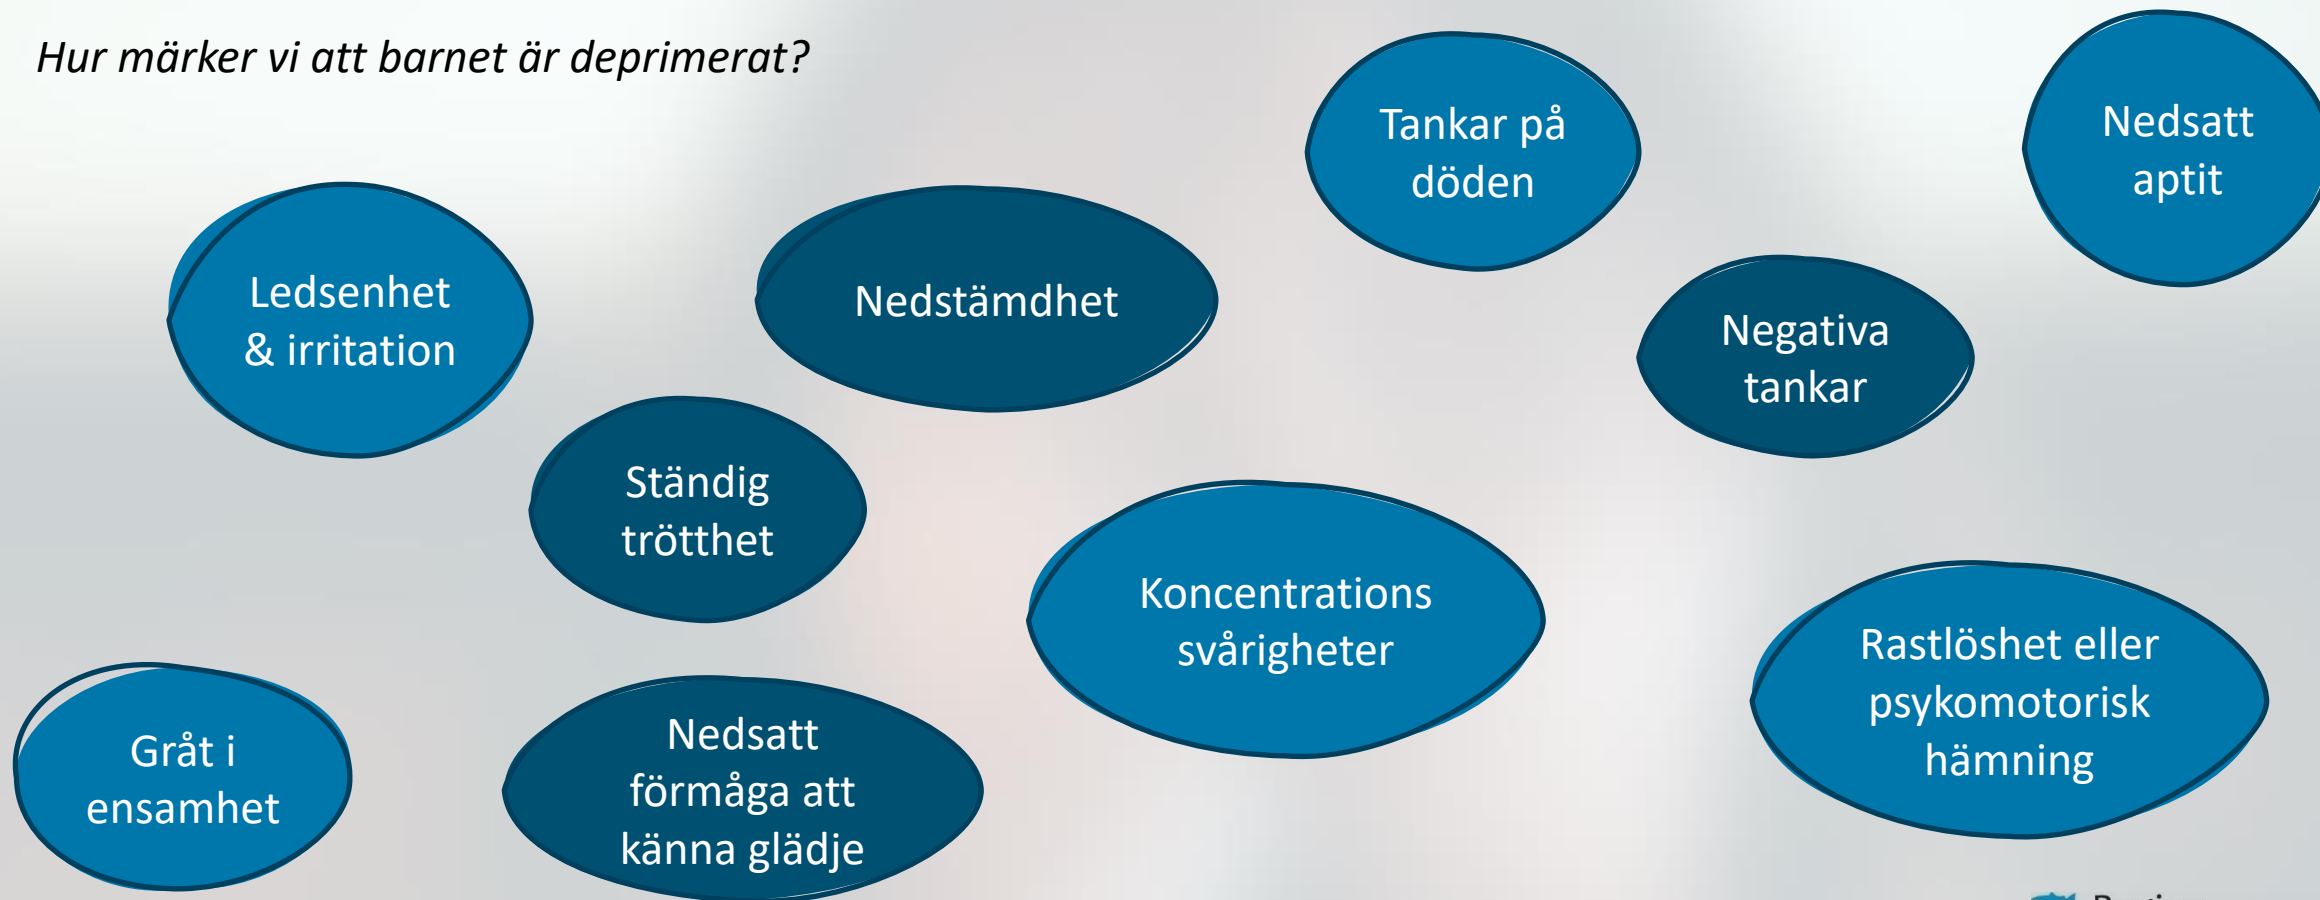 Hur märker vi att barnet är deprimerat?
Tankar på
döden
Nedsatt
aptit
Ledsenhet
& irritation
Nedstämdhet
Negativa
tankar
Ständig
trötthet
Koncentrations
svårigheter
Rastlöshet eller
psykomotorisk
hämning
Gråt i
ensamhet
Nedsatt
förmåga att
känna glädje